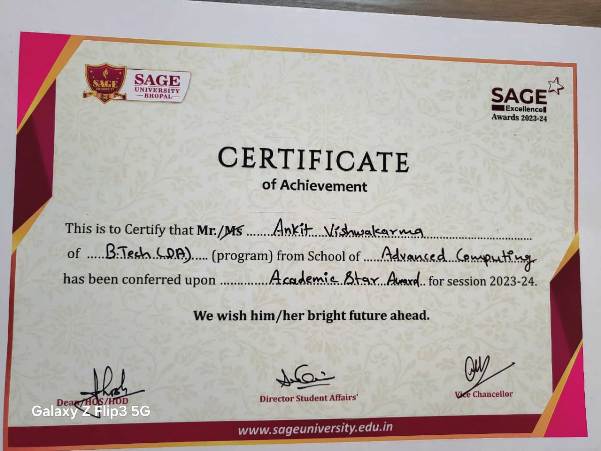 SAGE
SAGE
UNIVERSITY
BHOPAL
SAGE
Excellence
Awards 2023-24
CERTIFICATE
of Achievement
This is to Certify that Mr./Ms ...... Ankit Vishwakarma ......
of ..... B.Tech.(DA) ..... (program) from School of .... Advanced Computing
has been conferred upon ............. Academic Star Award .. for session 2023-24.
We wish him/her bright future ahead.
Dean/HOS/HOD
Director Student Affairs'
Vice Chancellor
Galaxy Z Flip3 5G
www.sageuniversity.edu.in